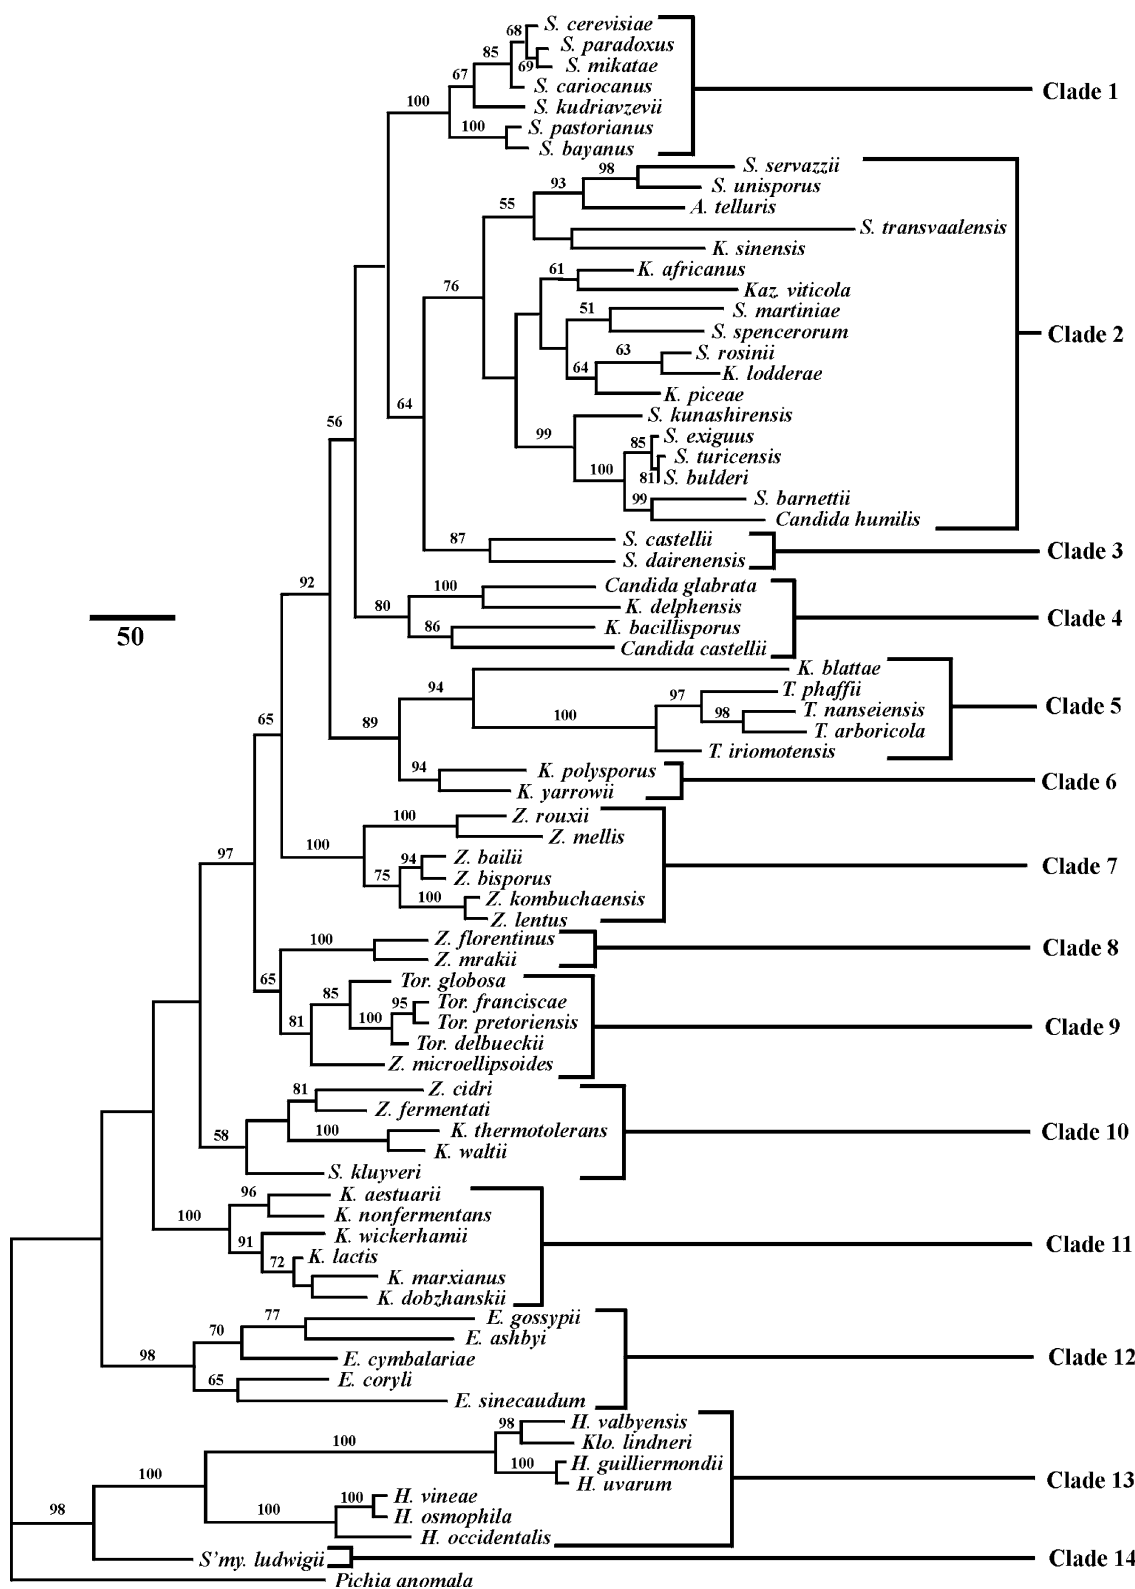 68
S. cerevisiae
S. paradoxus
85
69
S. mikatae
67
S. cariocanus
Clade 1
100
S. kudriavzevii
100
S. pastorianus
S. bayanus
98
S. servazzii
93
S. unisporus
55
A. telluris
S. transvaalensis
K. sinensis
61
K. africanus
76
Kaz. viticola
51
S. martiniae
S. spencerorum
Clade 2
63
S. rosinii
64
K. lodderae
K. piceae
64
S. kunashirensis
56
99
85
S. exiguus
S. turicensis
100
81
S. bulderi
99
S. barnettii
Candida humilis
87
S. castellii
Clade 3
S. dairenensis
92
100
Candida glabrata
80
K. delphensis
Clade 4
86
K. bacillisporus
Candida castellii
50
K. blattae
94
97
T. phaffii
98
T. nanseiensis
Clade 5
89
100
T. arboricola
65
T. iriomotensis
94
K. polysporus
Clade 6
K. yarrowii
100
Z. rouxii
Z. mellis
100
94
Z. bailii
Clade 7
97
75
Z. bisporus
100
Z. kombuchaensis
Z. lentus
100
Z. florentinus
Clade 8
Z. mrakii
65
85
Tor. globosa
95
Tor. franciscae
81
100
Tor. pretoriensis
Clade 9
Tor. delbueckii
Z. microellipsoides
81
Z. cidri
Z. fermentati
58
100
K. thermotolerans
Clade 10
K. waltii
S. kluyveri
96
K. aestuarii
100
K. nonfermentans
91
K. wickerhamii
Clade 11
72
K. lactis
K. marxianus
K. dobzhanskii
77
E. gossypii
70
E. ashbyi
98
E. cymbalariae
Clade 12
65
E. coryli
E. sinecaudum
98
H. valbyensis
100
Klo. lindneri
100
H. guilliermondii
100
H. uvarum
Clade 13
98
100
100
H. vineae
H. osmophila
H. occidentalis
S'my. ludwigii
Clade 14
Pichia anomala